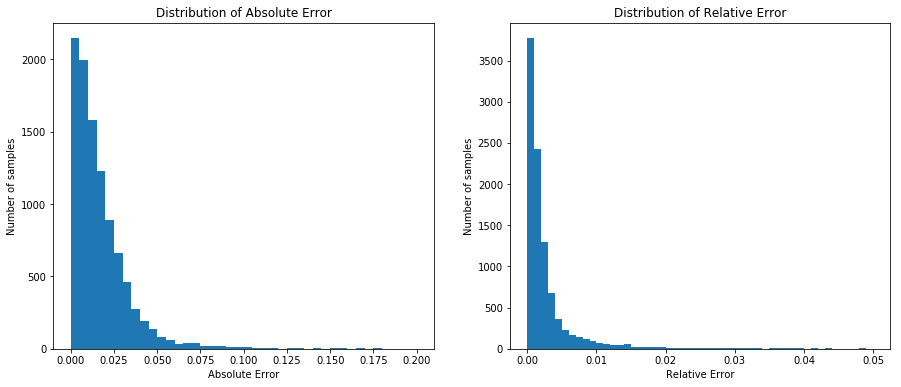 Distribution of Absolute Error
2000
1500
1000
500
0
Number of samples
0.000 0.025 0.050 0.075 0.100 0.125 0.150 0.175 0.200
Absolute Error
Distribution of Relative Error
3500
3000
2500
2000
1500
1000
500
0
Number of samples
0.00 0.01 0.02 0.03 0.04 0.05
Relative Error